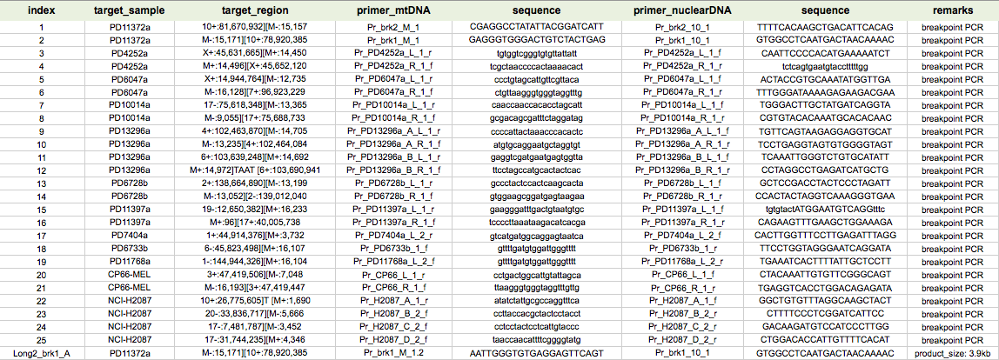 index target_sample target_region primer_mtDNA sequence primer_nuclearDNA sequence remarks
1 PD11372a 10+:81,670,932][M-:15,157 Pr_brk2_M_1 CGAGGCCTATATTACGGATCATT Pr_brk2_10_1 TTTTCACAAGCTGACATTCACAG breakpoint PCR
2 PD11372a M-:15,171][10+:78,920,385 Pr_brk1_M_1 GAGGGTGGGACTGTCTACTGAG Pr_brk1_10_1 GTGGCCTCAATGACTAACAAAAC breakpoint PCR
3 PD4252a X+:45,631,665][M+:14,450 Pr_PD4252a_L_1_r tgtggtcgggtgtgttattatt Pr_PD4252a_L_1_f CAATTCCCCACATGAAAAATCT breakpoint PCR
4 PD4252a M+:14,496][X+:45,652,120 Pr_PD4252a_R_1_f tcgctaaccccactaaaacact Pr_PD4252a_R_1_r tctcagtgaatgtacctttttgg breakpoint PCR
5 PD6047a X+:14,944,764][M-:12,735 Pr_PD6047a_L_1_r ccctgtagcattgttcgttaca Pr_PD6047a_L_1_f ACTACCGTGCAAATATGGTTGA breakpoint PCR
6 PD6047a M-:16,128][7+:96,923,229 Pr_PD6047a_R_1_f ctgttaagggtgggtaggtttg Pr_PD6047a_R_1_r TTTGGGATAAAAGAGAAGACGAA breakpoint PCR
7 PD10014a 17-:75,618,348][M-:13,365 Pr_PD10014a_L_1_r caaccaaccacacctagcatt Pr_PD10014a_L_1_f TGGGACTTGCTATGATCAGGTA breakpoint PCR
8 PD10014a M-:9,055][17+:75,688,733 Pr_PD10014a_R_1_f gcgacagcgatttctaggatag Pr_PD10014a_R_1_r CGTGTACACAAATGCACACAAC breakpoint PCR
9 PD13296a 4+:102,463,870][M-:14,705 Pr_PD13296a_A_L_1_r ccccattactaaacccacactc Pr_PD13296a_A_L_1_f TGTTCAGTAAGAGGAGGTGCAT breakpoint PCR
10 PD13296a M-:13,235][4+:102,464,084 Pr_PD13296a_A_R_1_f atgtgcaggaatgctaggtgt Pr_PD13296a_A_R_1_r TCCTGAGGTAGTGTGGGGTAGT breakpoint PCR
11 PD13296a 6+:103,639,248][M+:14,692 Pr_PD13296a_B_L_1_r gaggtcgatgaatgagtggtta Pr_PD13296a_B_L_1_f TCAAATTGGGTCTGTGCATATT breakpoint PCR
12 PD13296a M+:14,972]TAAT [6+:103,690,941 Pr_PD13296a_B_R_1_f ttcctagccatgcactactcac Pr_PD13296a_B_R_1_r CCTAGGCCTGAGATCATGCTG breakpoint PCR
13 PD6728b 2+:138,664,890][M-:13,199 Pr_PD6728b_L_1_r gccctactccactcaagcacta Pr_PD6728b_L_1_f GCTCCGACCTACTCCCTAGATT breakpoint PCR
14 PD6728b M-:13,052][2-:139,012,040 Pr_PD6728b_R_1_f gtggaagcggatgagtaagaa Pr_PD6728b_R_1_r CCACTACTAGGTCAAAGGGTGAA breakpoint PCR
15 PD11397a 19-:12,650,382][M+:16,233 Pr_PD11397a_L_1_r gaagggatttgactgtaatgtgc Pr_PD11397a_L_1_f tgtgtactATGGAATGTCAGGtttc breakpoint PCR
16 PD11397a M+:96][17+:40,005,738 Pr_PD11397a_R_1_f tccccttaaataagacatcacga Pr_PD11397a_R_1_r CAGAAGTTTGAAGCTGGAAAGA breakpoint PCR
17 PD7404a 1+:44,914,376][M+:3,732 Pr_PD7404a_L_2_r gtcatgatggcaggagtaatca Pr_PD7404a_L_2_f CACTTGGTTTCCTTGAGATTTAGG breakpoint PCR
18 PD6733b 6-:45,823,498][M+:16,107 Pr_PD6733b_1_f gttttgatgtggattgggtttt Pr_PD6733b_1_r TTCCTGGTAGGGAATCAGGATA breakpoint PCR
19 PD11768a 1-:144,944,326][M+:16,104 Pr_PD11768a_L_2_f gttttgatgtggattgggtttt Pr_PD11768a_L_2_r TGAAATCACTTTTATTGCTCCTT breakpoint PCR
20 CP66-MEL 3+:47,419,506][M-:7,048 Pr_CP66_L_1_r cctgactggcattgtattagca Pr_CP66_L_1_f CTACAAATTGTGTTCGGGCAGT breakpoint PCR
21 CP66-MEL M-:16,193][3+:47,419,447 Pr_CP66_R_1_f ttaagggtgggtaggtttgttg Pr_CP66_R_1_r TGAGGTCACCTGGACAGAGATA breakpoint PCR
22 NCI-H2087 10+:26,775,605]T [M+:1,690 Pr_H2087_A_1_r atatctattgcgccaggtttca Pr_H2087_A_1_f GGCTGTGTTTAGGCAAGCTACT breakpoint PCR
23 NCI-H2087 20-:33,836,717][M-:5,666 Pr_H2087_B_2_f ccttaccacgctactcctacct Pr_H2087_B_2_r CTTTTCCCTCGGATCATTCC breakpoint PCR
24 NCI-H2087 17-:7,481,787][M-:3,452 Pr_H2087_C_2_f cctcctactcctcattgtaccc Pr_H2087_C_2_r GACAAGATGTCCATCCCTTGG breakpoint PCR
25 NCI-H2087 17-:31,744,235][M+:4,346 Pr_H2087_D_2_f taaccaacattttcggggtatg Pr_H2087_D_2_r CTGGACACCATTGTTTTCACAT breakpoint PCR
Long2_brk1_A PD11372a M-:15,171][10+:78,920,385 Pr_brk1_M_1.2 AATTGGGTGTGAGGAGTTCAGT Pr_brk1_10_1 GTGGCCTCAATGACTAACAAAAC product_size: 3.9kb